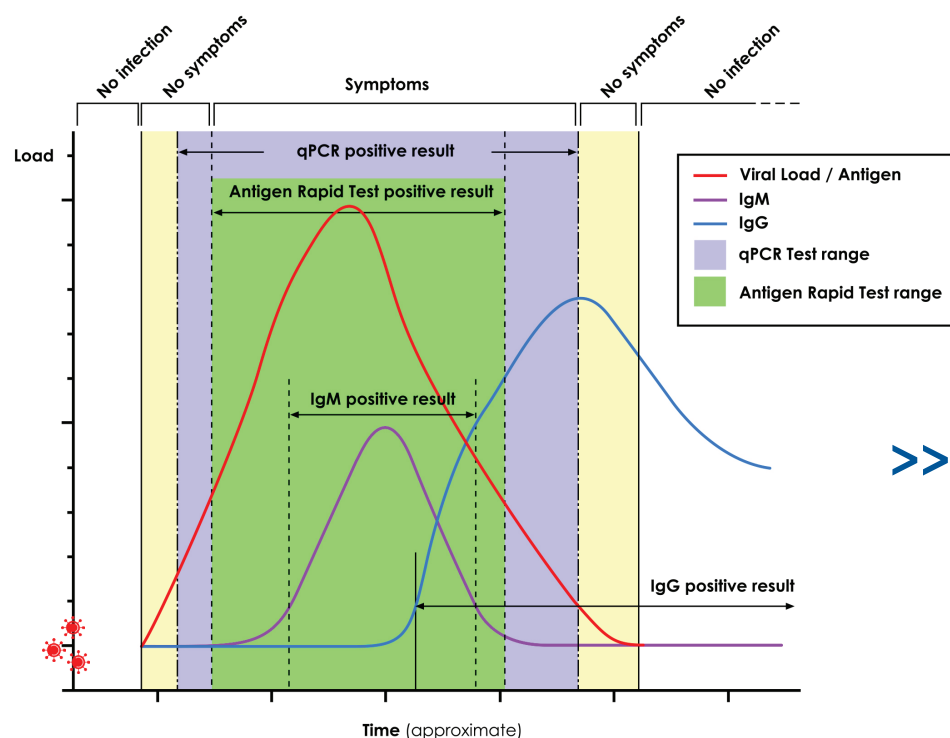 No infection
No symptoms
Symptoms
No symptoms
No infection
Load
qPCR positive result
Antigen Rapid Test positive result
Viral Load / Antigen
IgM
IgG
qPCR Test range
Antigen Rapid Test range
IgM positive result
>>
IgG positive result
Time (approximate)